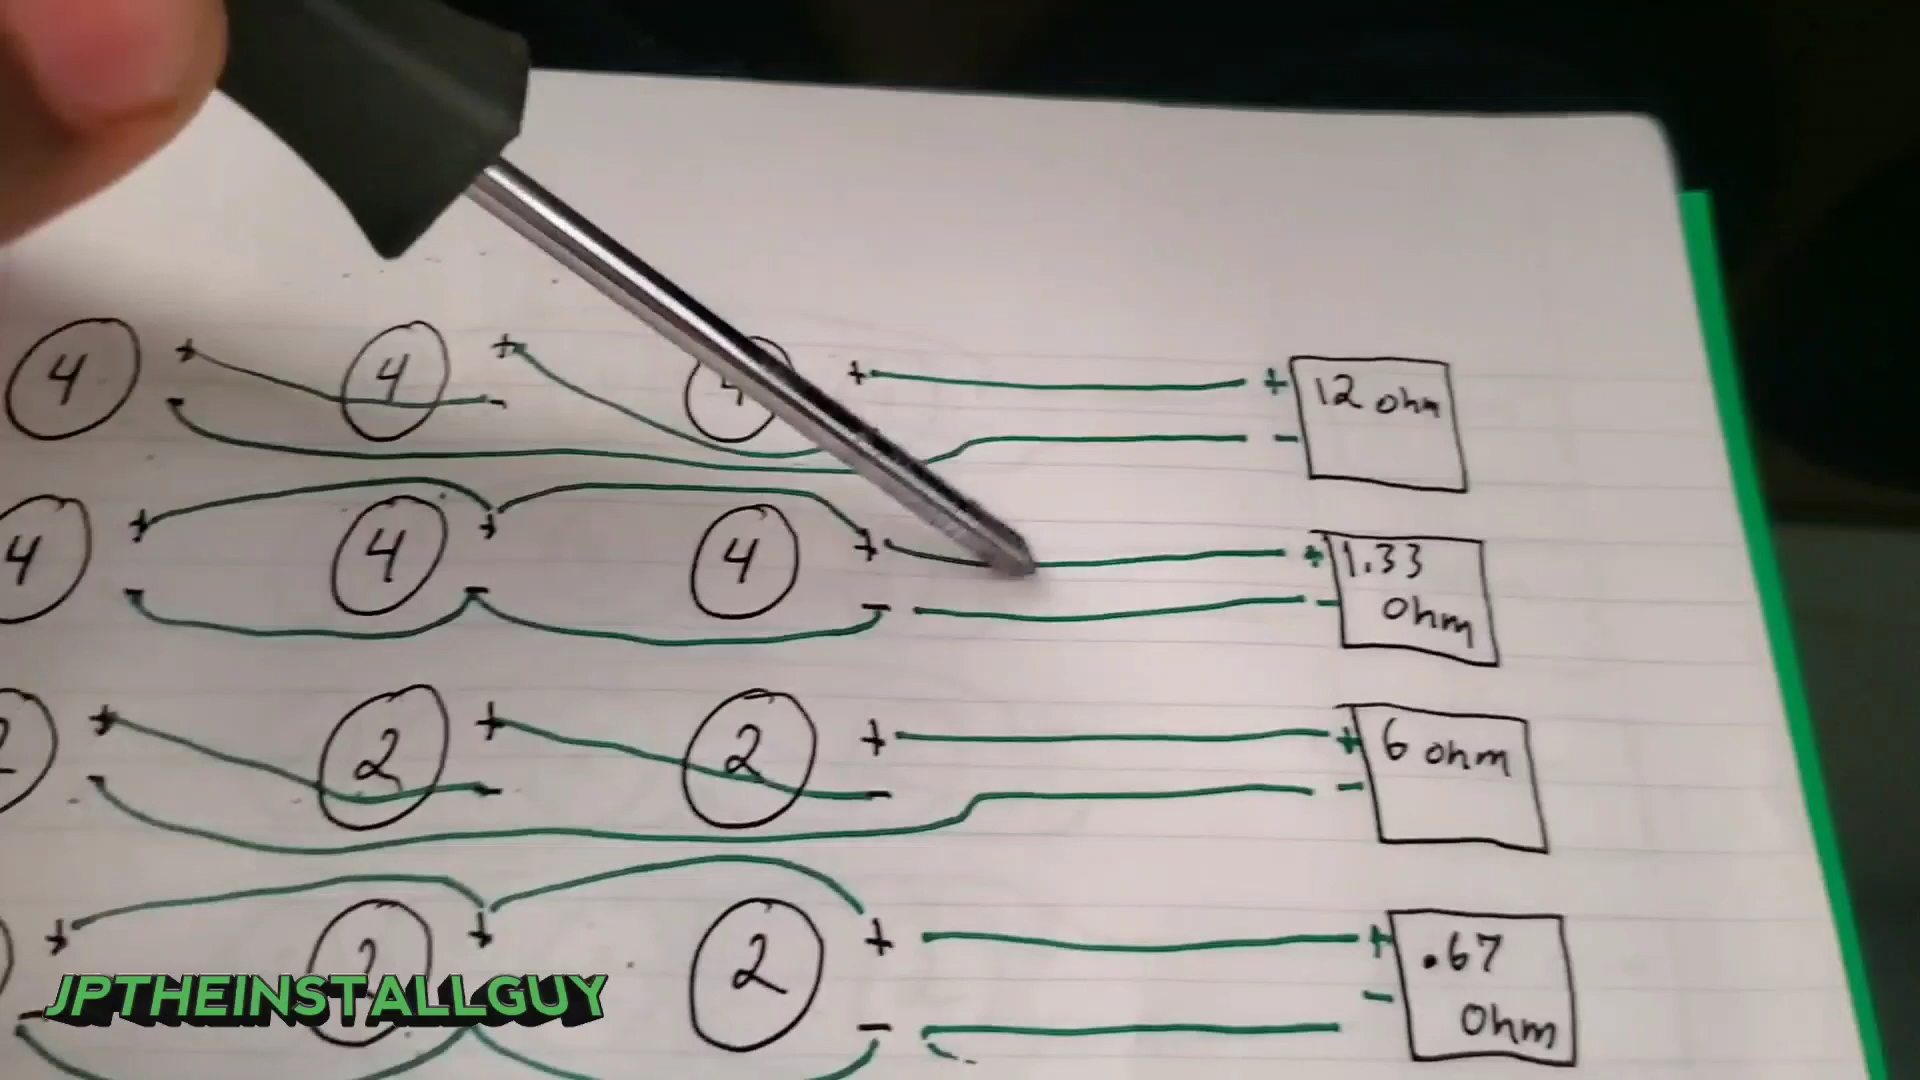 4 + 4 + 4 + + 12 ohm
- - -
4 + 4 + 4 + + 1.33
- - - - ohm
2 + 2 + 2 + + 6 ohm
- - - -
+ + 2 + + .67
2 - - - ohm
JPTHEINSTALLGUY